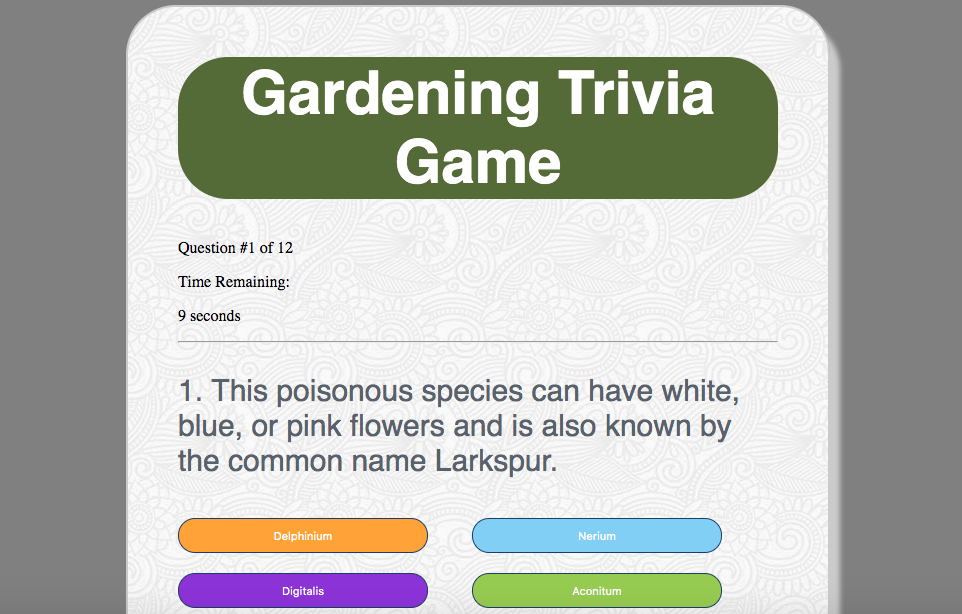 Gardening Trivia
Game
Question #1 of 12
Time Remaining:
9 seconds
1. This poisonous species can have white,
blue, or pink flowers and is also known by
the common name Larkspur.
Delphinium
Nerium
Digitalis
Aconitum